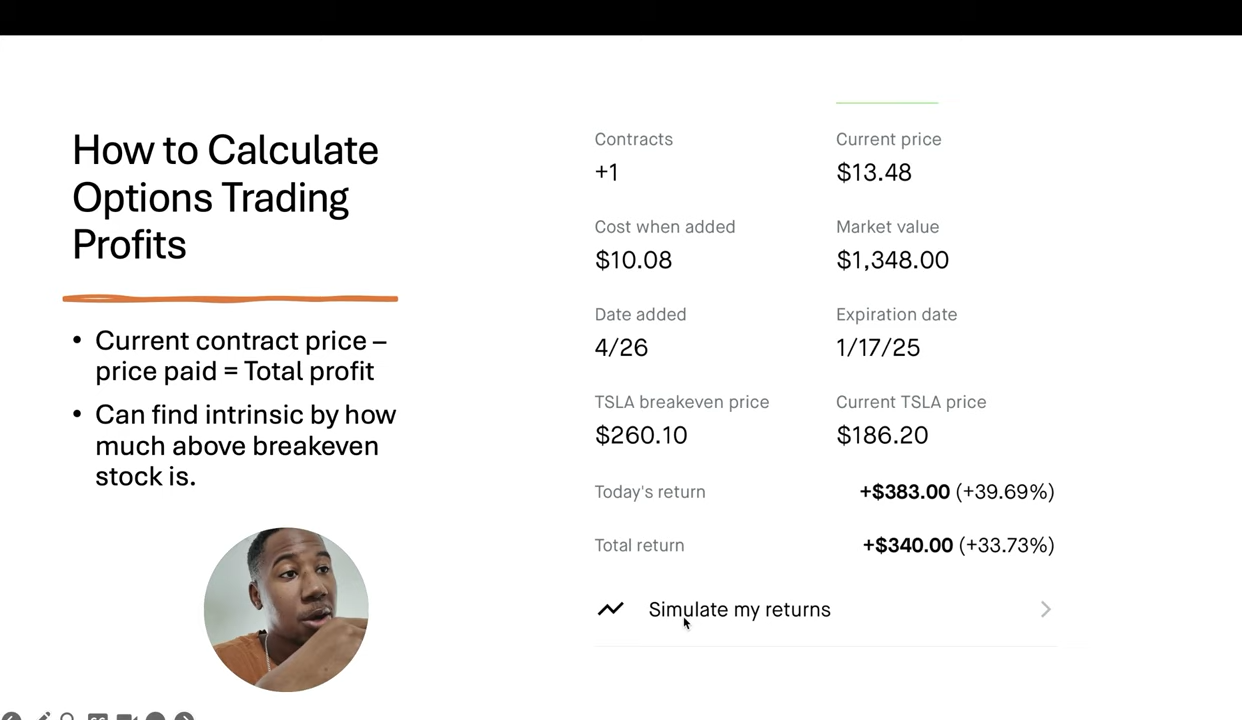 How to Calculate
Options Trading
Profits
• Current contract price –
price paid = Total profit
• Can find intrinsic by how
much above breakeven
stock is.
Contracts
+1
Current price
$13.48
Cost when added
$10.08
Market value
$1,348.00
Date added
4/26
Expiration date
1/17/25
TSLA breakeven price
$260.10
Current TSLA price
$186.20
Today's return +$383.00 (+39.69%)
Total return +$340.00 (+33.73%)
Simulate my returns